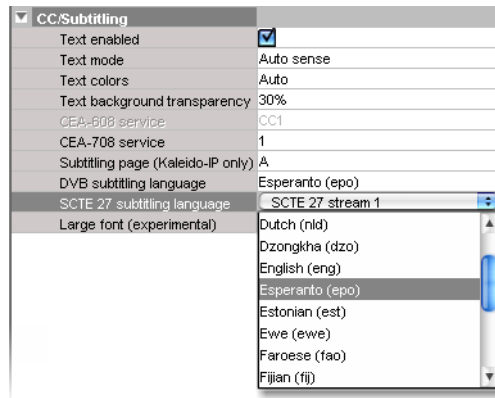 CC/Subtitling
Text enabled
Text mode Auto sense
Text colors Auto
Text background transparency 30%
CEA-608 service CC1
CEA-708 service 1
Subtitling page (Kaleido-IP only) A
DVB subtitling language Esperanto (epo)
SCTE 27 subtitling language SCTE 27 stream 1
Large font (experimental)
Dutch (nld)
Dzongkha (dzo)
English (eng)
Esperanto (epo)
Estonian (est)
Ewe (ewe)
Faroese (fao)
Fijian (fij)